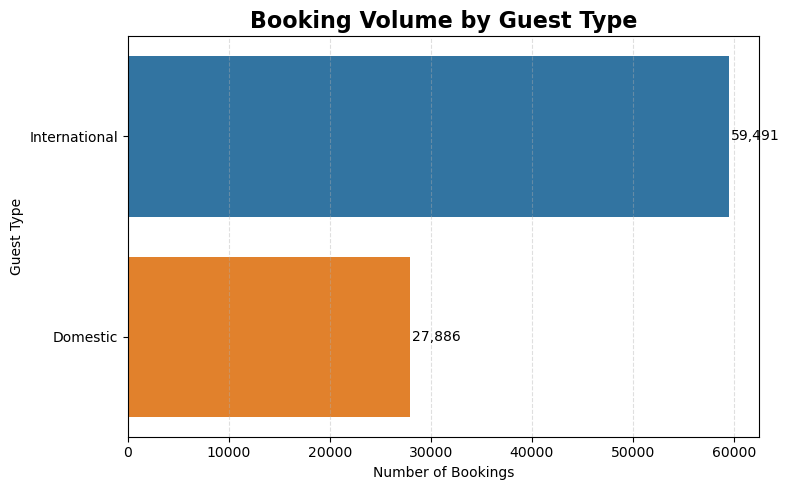 Booking Volume by Guest Type
Guest Type
International
59,491
Domestic
27,886
0 10000 20000 30000 40000 50000 60000
Number of Bookings